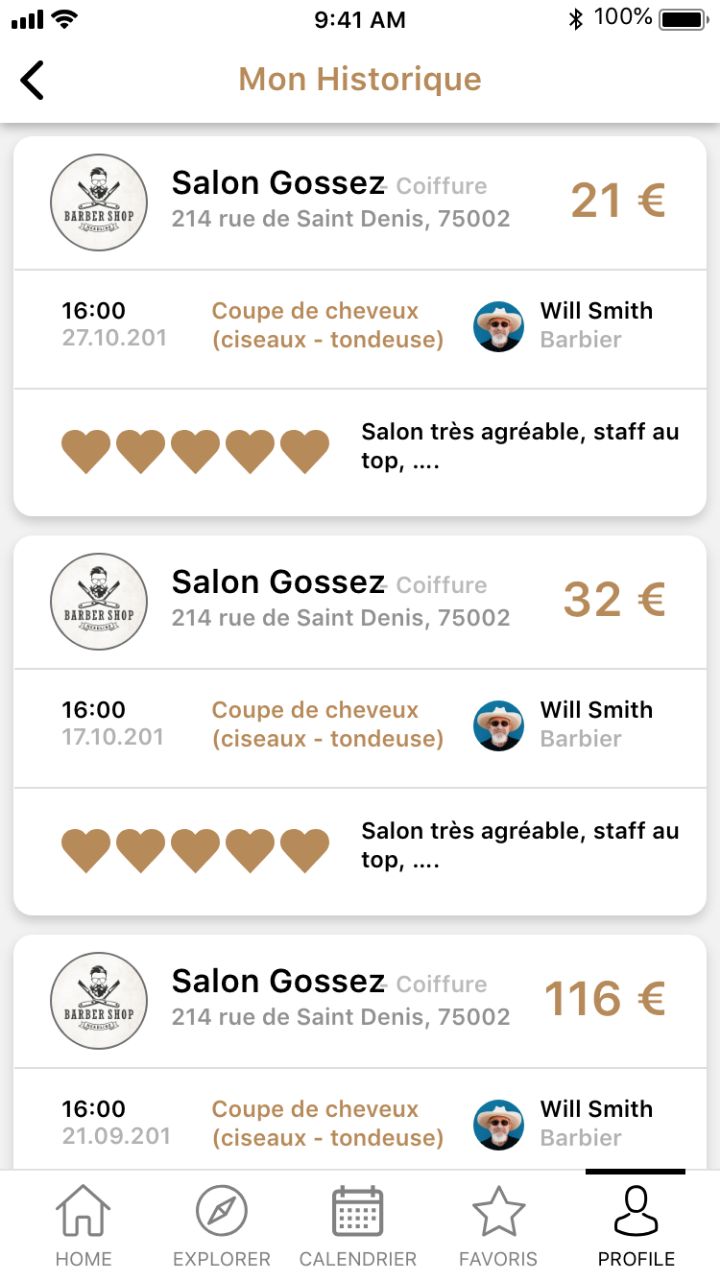 9:41 AM 100%
Mon Historique
BARBER SHOP
Salon Gossez - Coiffure
214 rue de Saint Denis, 75002
21 €
16:00
27.10.201
Coupe de cheveux
(ciseaux - tondeuse)
Will Smith
Barbier
Salon très agréable, staff au
top, ....
BARBER SHOP
Salon Gossez - Coiffure
214 rue de Saint Denis, 75002
32 €
16:00
17.10.201
Coupe de cheveux
(ciseaux - tondeuse)
Will Smith
Barbier
Salon très agréable, staff au
top, ....
BARBER SHOP
Salon Gossez - Coiffure
214 rue de Saint Denis, 75002
116 €
16:00
21.09.201
Coupe de cheveux
(ciseaux - tondeuse)
Will Smith
Barbier
HOME EXPLORER CALENDRIER FAVORIS PROFILE